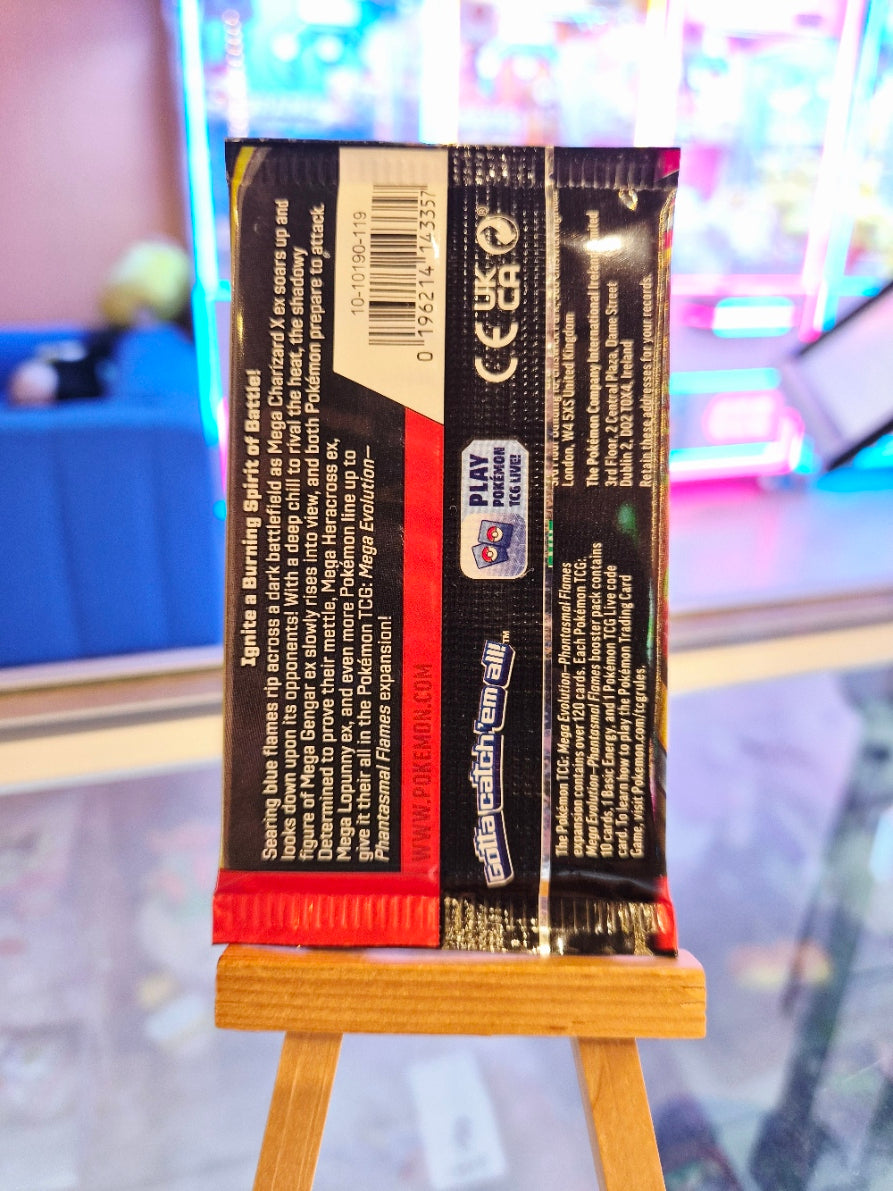 Ignite a Burning Spirit of Battle!
Searing blue flames rip across a dark battlefield as Mega Charizard X ex soars up and
looks down upon its opponents! With a deep chill to rival the heat, the shadowy
figure of Mega Gengar ex slowly rises into view, and both Pokémon prepare to attack.
Determined to prove their mettle, Mega Heracross ex,
Mega Lopunny ex, and even more Pokémon line up to
give it their all in the Pokémon TCG: Mega Evolution—
Phantasmal Flames expansion!
10-10190-119
0 196214 143357
WWW.POKEMON.COM
Gotta catch 'em all!™
PLAY
POKÉMON
TCG LIVE!
CE UK
CA
®
The Pokémon TCG: Mega Evolution—Phantasmal Flames
expansion contains over 120 cards. Each Pokémon TCG:
Mega Evolution—Phantasmal Flames booster pack contains
10 cards, 1 Basic Energy, and 1 Pokémon TCG Live code
card. To learn how to play the Pokémon Trading Card
Game, visit Pokemon.com/tcgrules.
London, W4 5XS United Kingdom
The Pokémon Company International Ireland Limited
3rd Floor, 2 Central Plaza, Dame Street
Dublin 2, D02 T0X4, Ireland
Retain these addresses for your records.